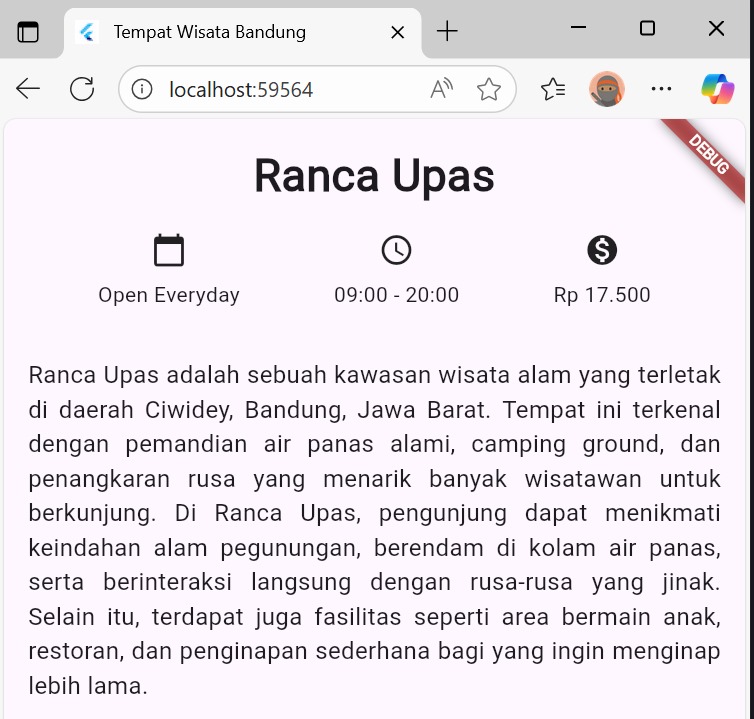 Tempat Wisata Bandung
localhost:59564
DEBUG
Ranca Upas
Open Everyday
09:00 - 20:00
Rp 17.500
Ranca Upas adalah sebuah kawasan wisata alam yang terletak
di daerah Ciwidey, Bandung, Jawa Barat. Tempat ini terkenal
dengan pemandian air panas alami, camping ground, dan
penangkaran rusa yang menarik banyak wisatawan untuk
berkunjung. Di Ranca Upas, pengunjung dapat menikmati
keindahan alam pegunungan, berendam di kolam air panas,
serta berinteraksi langsung dengan rusa-rusa yang jinak.
Selain itu, terdapat juga fasilitas seperti area bermain anak,
restoran, dan penginapan sederhana bagi yang ingin menginap
lebih lama.